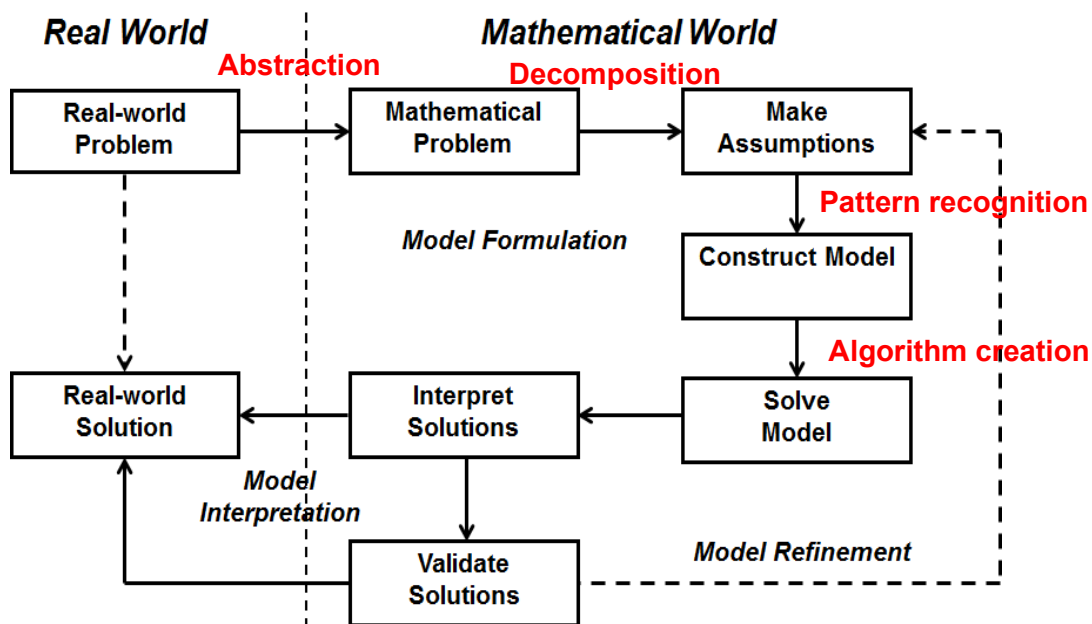 Real World
Mathematical World
Abstraction
Decomposition
Real-world
Problem
Mathematical
Problem
Make
Assumptions
Pattern recognition
Model Formulation
Construct Model
Algorithm creation
Real-world
Solution
Interpret
Solutions
Solve
Model
Model
Interpretation
Validate
Solutions
Model Refinement